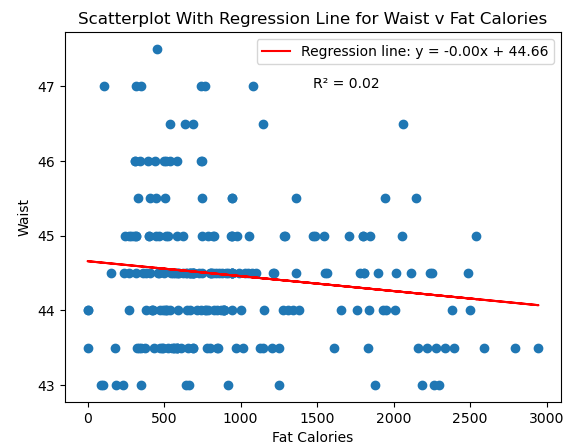 Scatterplot With Regression Line for Waist v Fat Calories
Regression line: y = -0.00x + 44.66
R² = 0.02
47
46
45
44
43
Waist
0 500 1000 1500 2000 2500 3000
Fat Calories